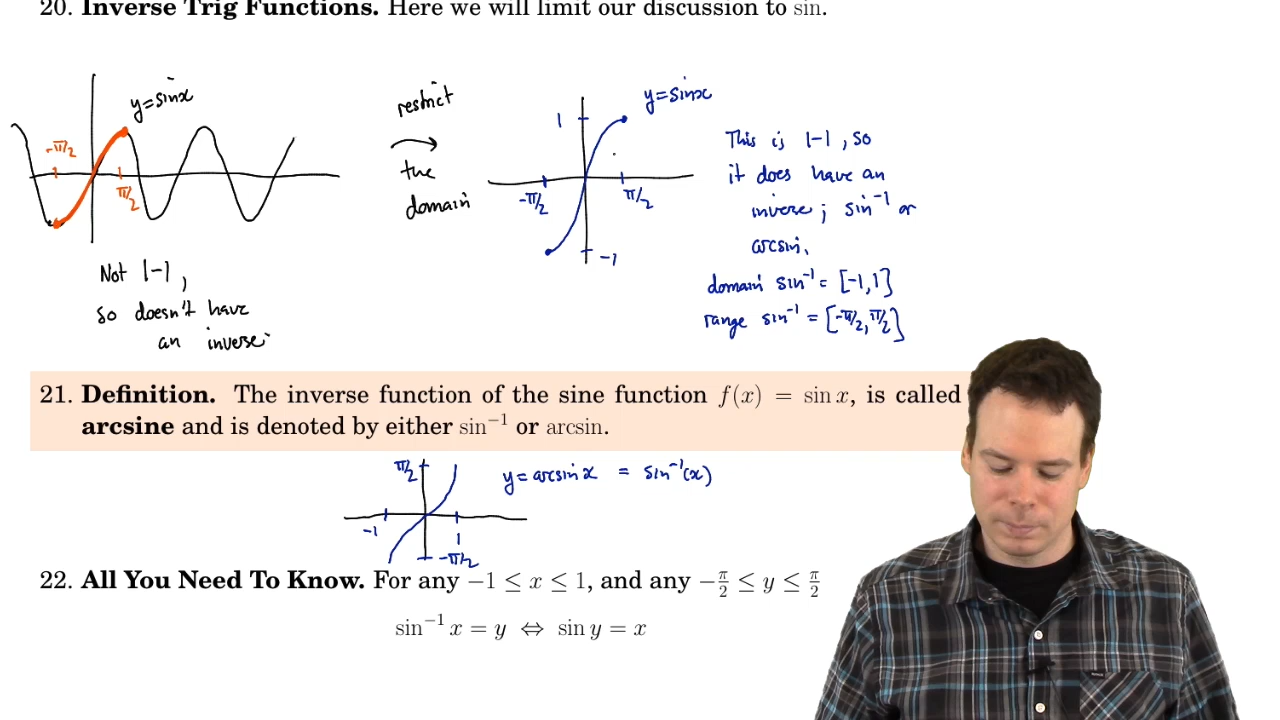 20. Inverse Trig Functions. Here we will limit our discussion to sin.
y=sinx
-π/2
π/2
Not 1-1,
so doesn't have
an inverse
restrict
the
domain
y=sinx
1
-π/2
π/2
-1
This is 1-1, so
it does have an
inverse; sin⁻¹ or
arcsin.
domain sin⁻¹ = [-1,1]
range sin⁻¹ = [-π/2, π/2]
21. Definition. The inverse function of the sine function f(x) = sin x, is called
arcsine and is denoted by either sin⁻¹ or arcsin.
π/2
y=arcsinx = sin⁻¹(x)
-1
1
-π/2
22. All You Need To Know. For any −1 ≤ x ≤ 1, and any −π/2 ≤ y ≤ π/2
sin⁻¹ x = y ⇔ sin y = x